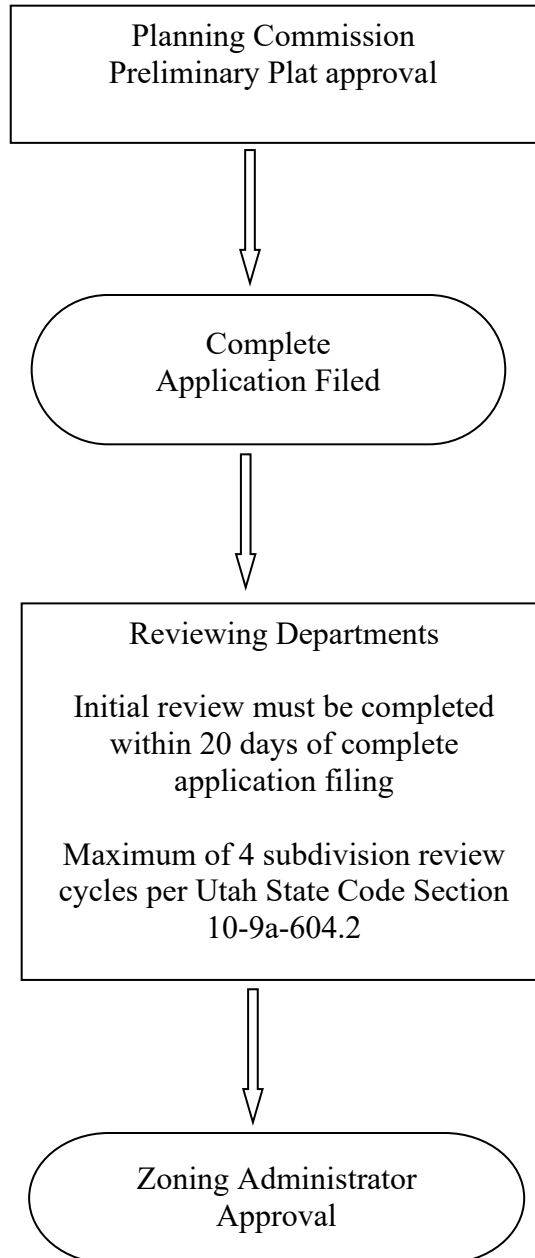 Planning Commission
Preliminary Plat approval
Complete
Application Filed
Reviewing Departments
Initial review must be completed
within 20 days of complete
application filing
Maximum of 4 subdivision review
cycles per Utah State Code Section
10-9a-604.2
Zoning Administrator
Approval